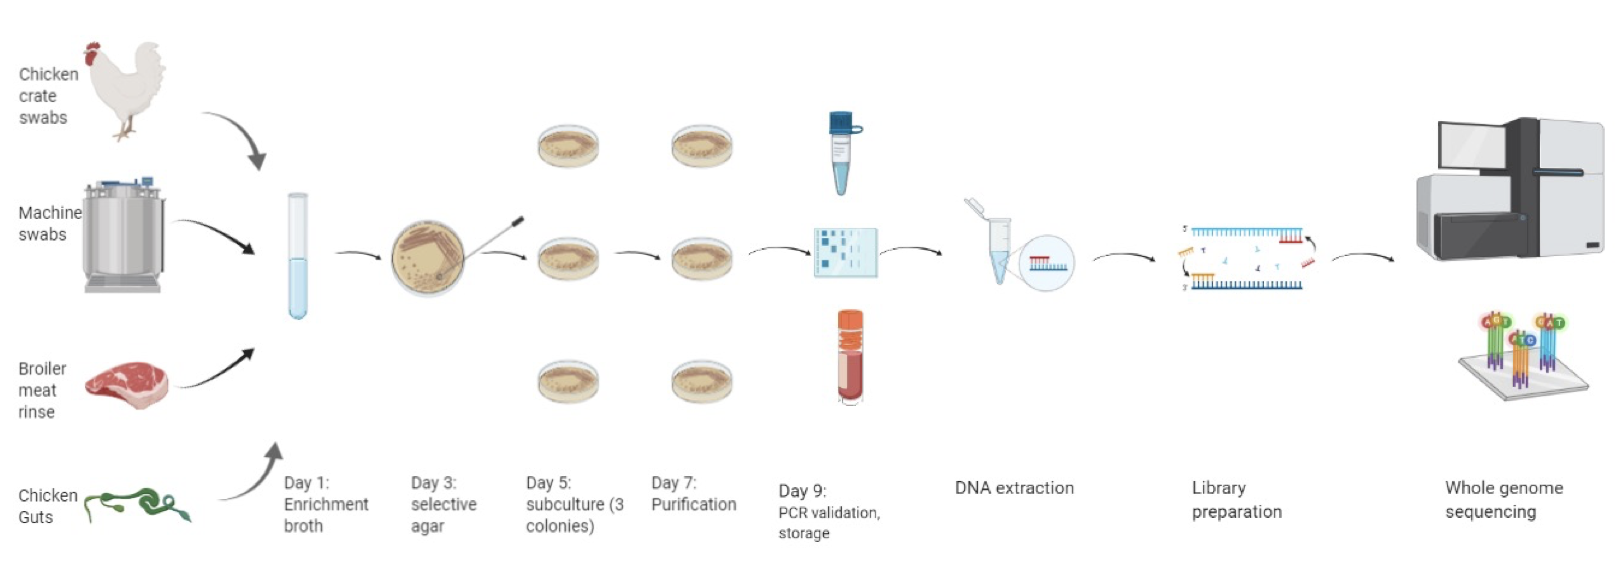 Chicken
crate
swabs
Machine
swabs
Broiler
meat
rinse
Chicken
Guts
Day 1:
Enrichment
broth
Day 3:
selective
agar
Day 5:
subculture (3
colonies)
Day 7:
Purification
Day 9:
PCR validation,
storage
DNA extraction
5'
3'
Library
preparation
Whole genome
sequencing